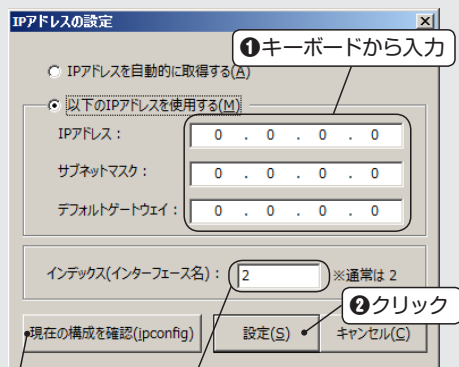 IPアドレスの設定
❶キーボードから入力
IPアドレスを自動的に取得する(A)
以下のIPアドレスを使用する(M)
IPアドレス： 0 . 0 . 0 . 0
サブネットマスク： 0 . 0 . 0 . 0
デフォルトゲートウェイ： 0 . 0 . 0 . 0
インデックス(インターフェース名)： 2 ※通常は 2
❷クリック
現在の構成を確認(ipconfig) 設定(S) キャンセル(C)